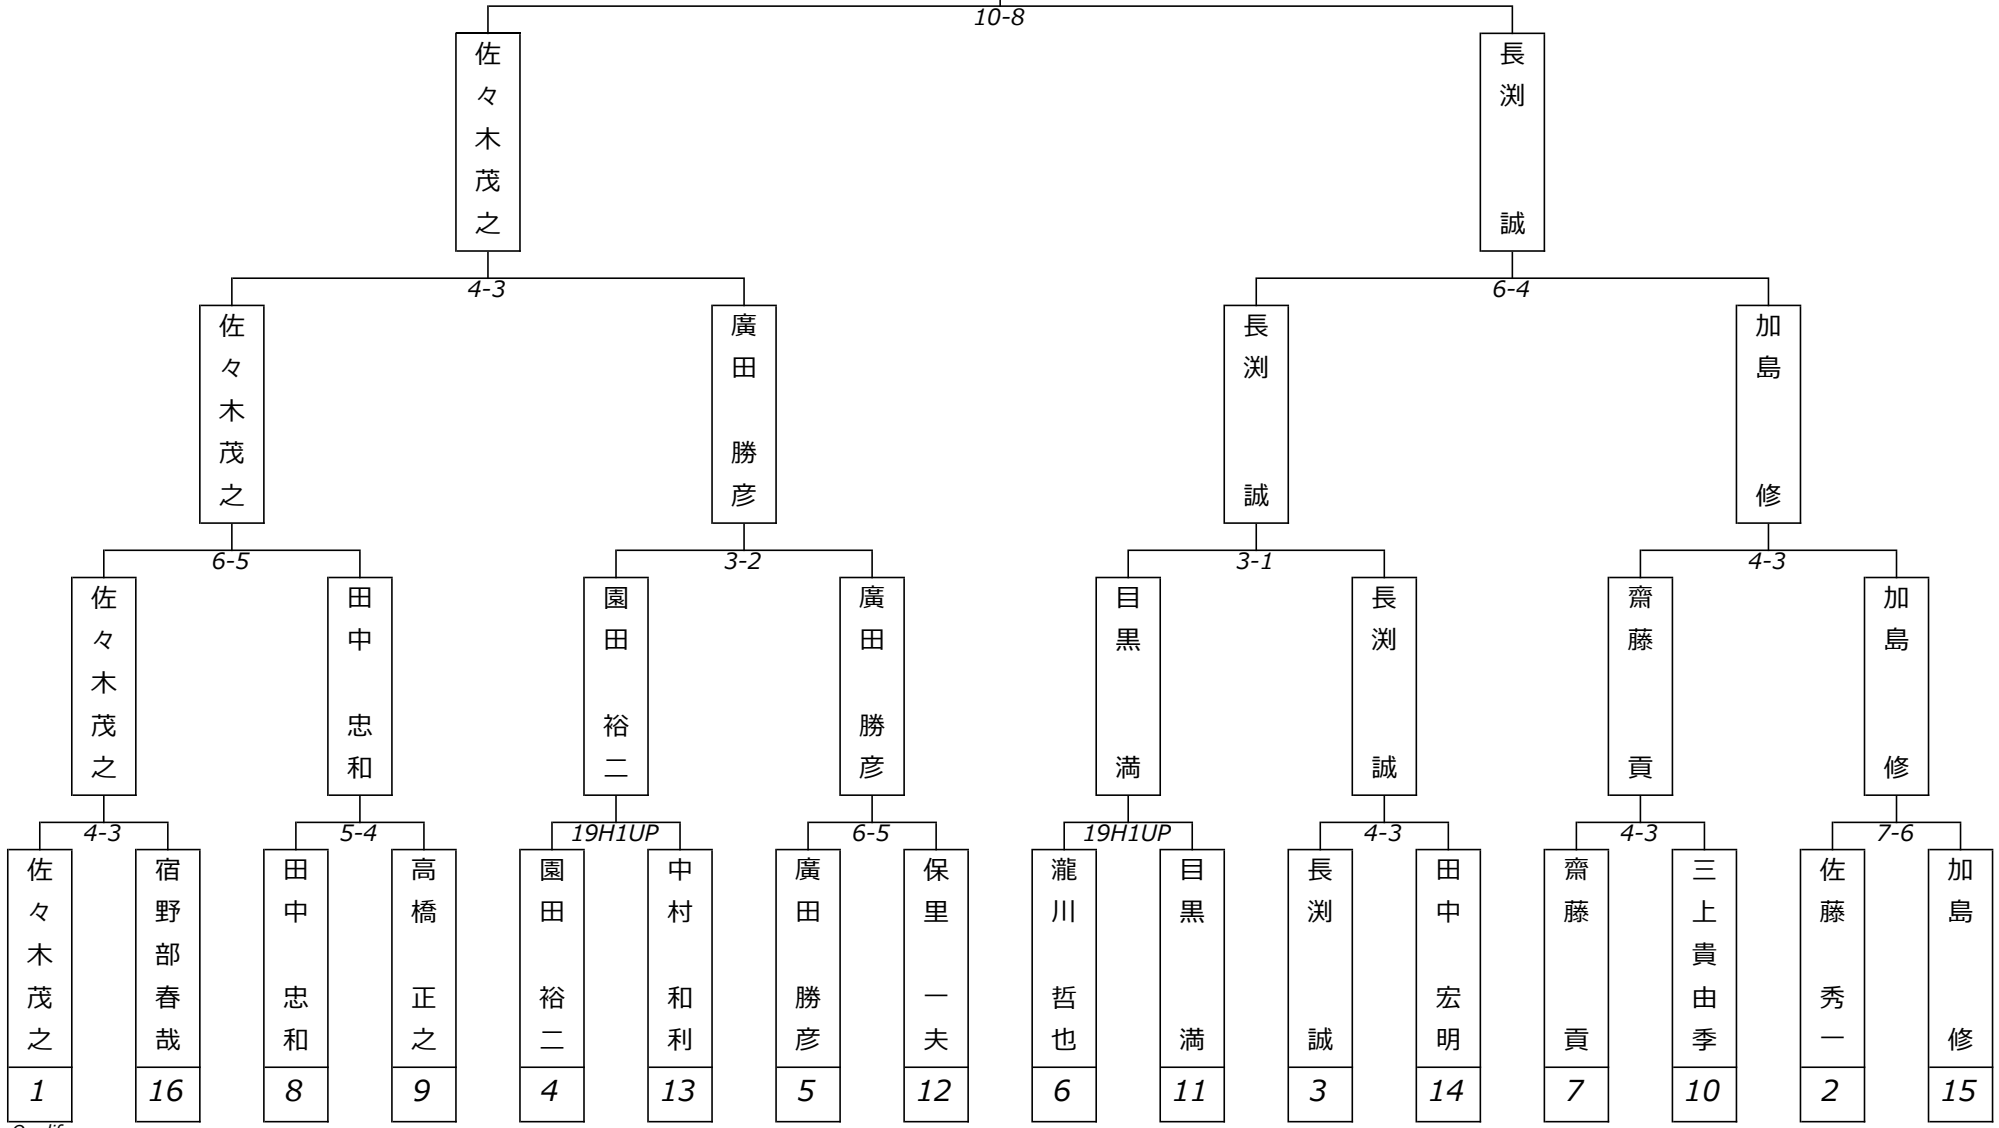 10-8
佐々木茂之
長渕 誠
4-3
6-4
佐々木茂之
廣田 勝彦
長渕 誠
加島 修
6-5
3-2
3-1
4-3
佐々木茂之
田中 忠和
園田 裕二
廣田 勝彦
目黒 満
長渕 誠
齋藤 貢
加島 修
4-3
5-4
19H1UP
6-5
19H1UP
4-3
4-3
7-6
佐々木茂之
宿野部春哉
田中 忠和
高橋 正之
園田 裕二
中村 和利
廣田 勝彦
保里 一夫
瀧川 哲也
目黒 満
長渕 誠
田中 宏明
齋藤 貢
三上貴由季
佐藤 秀一
加島 修
1
16
8
9
4
13
5
12
6
11
3
14
7
10
2
15